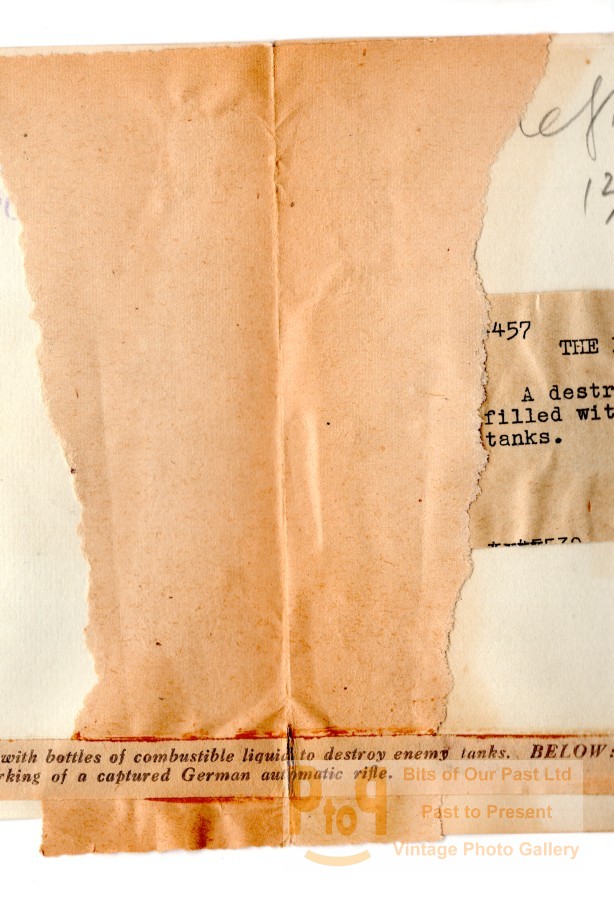 457
THE
A destr
filled wit
tanks.
with bottles of combustible liquid to destroy enemy tanks. BELOW:
rking of a captured German automatic rifle.
PtoP
Bits of Our Past Ltd
Past to Present
Vintage Photo Gallery